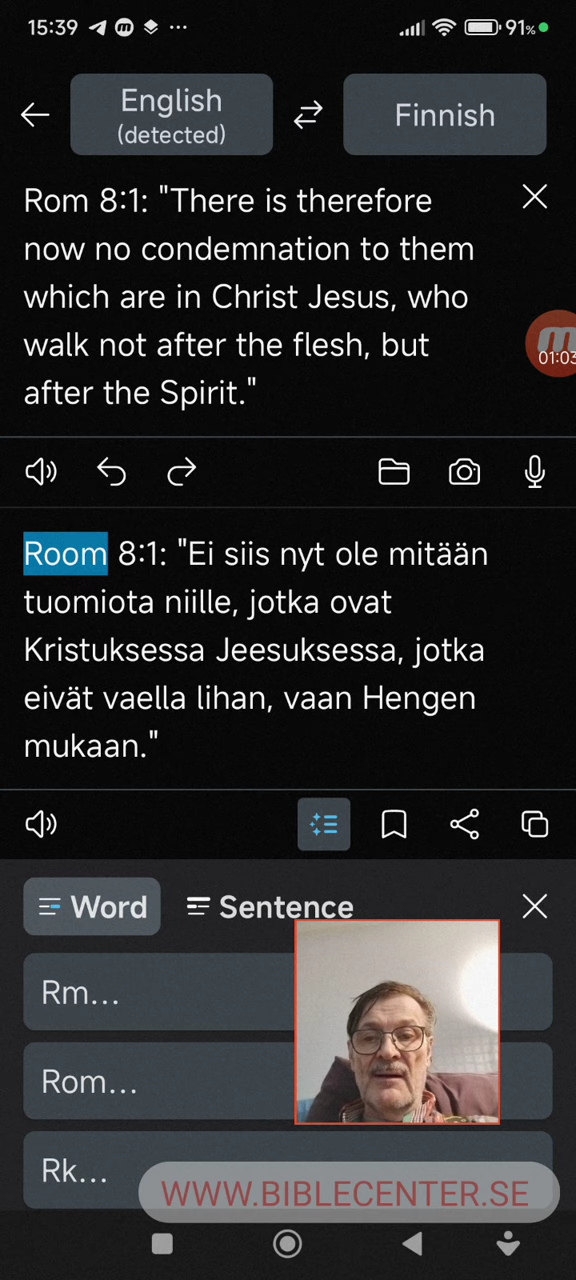 15:39
91%
English
(detected)
Finnish
Rom 8:1: "There is therefore
now no condemnation to them
which are in Christ Jesus, who
walk not after the flesh, but
after the Spirit."
01:03
Room 8:1: "Ei siis nyt ole mitään
tuomiota niille, jotka ovat
Kristuksessa Jeesuksessa, jotka
eivät vaella lihan, vaan Hengen
mukaan."
Word
Sentence
Rm...
Rom...
Rk...
WWW.BIBLECENTER.SE